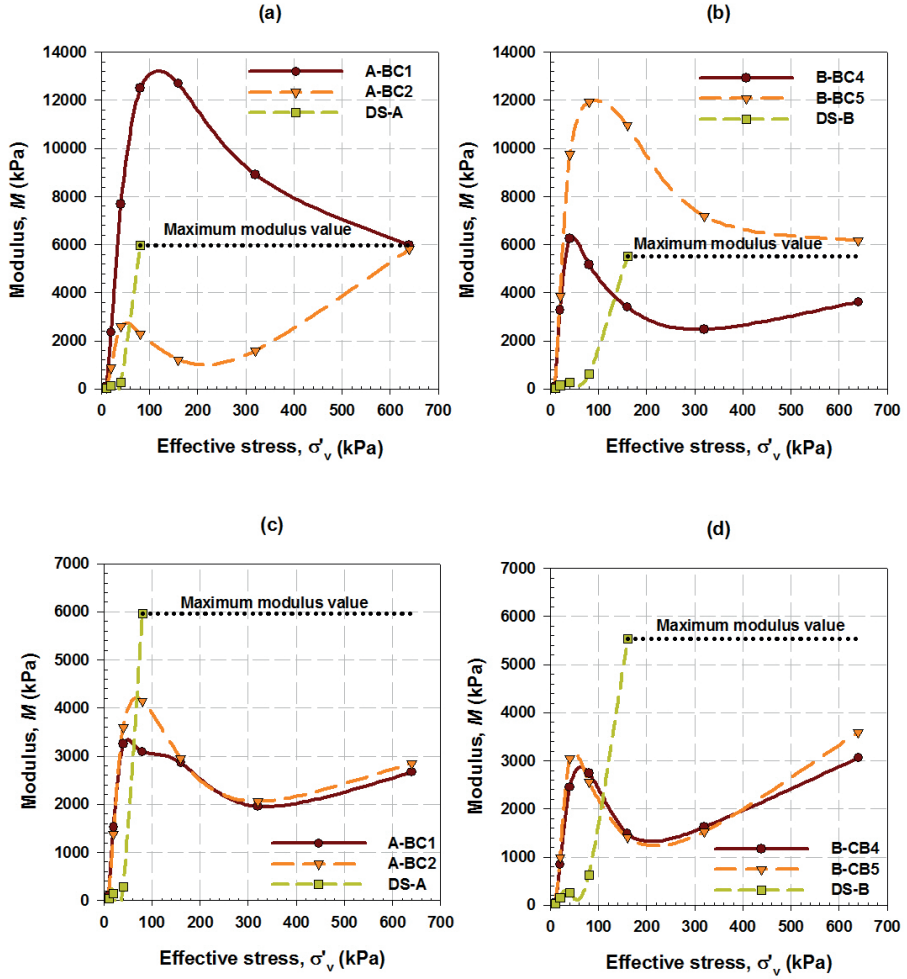 (a)
14000
12000
10000
8000
6000
4000
2000
0
Modulus, M (kPa)
A-BC1
A-BC2
DS-A
Maximum modulus value
0 100 200 300 400 500 600 700
Effective stress, σ'v (kPa)
(b)
14000
12000
10000
8000
6000
4000
2000
0
Modulus, M (kPa)
B-BC4
B-BC5
DS-B
Maximum modulus value
0 100 200 300 400 500 600 700
Effective stress, σ'v (kPa)
(c)
7000
6000
5000
4000
3000
2000
1000
0
Modulus, M (kPa)
Maximum modulus value
A-BC1
A-BC2
DS-A
0 100 200 300 400 500 600 700
Effective stress, σ'v (kPa)
(d)
7000
6000
5000
4000
3000
2000
1000
0
Modulus, M (kPa)
Maximum modulus value
B-CB4
B-CB5
DS-B
0 100 200 300 400 500 600 700
Effective stress, σ'v (kPa)